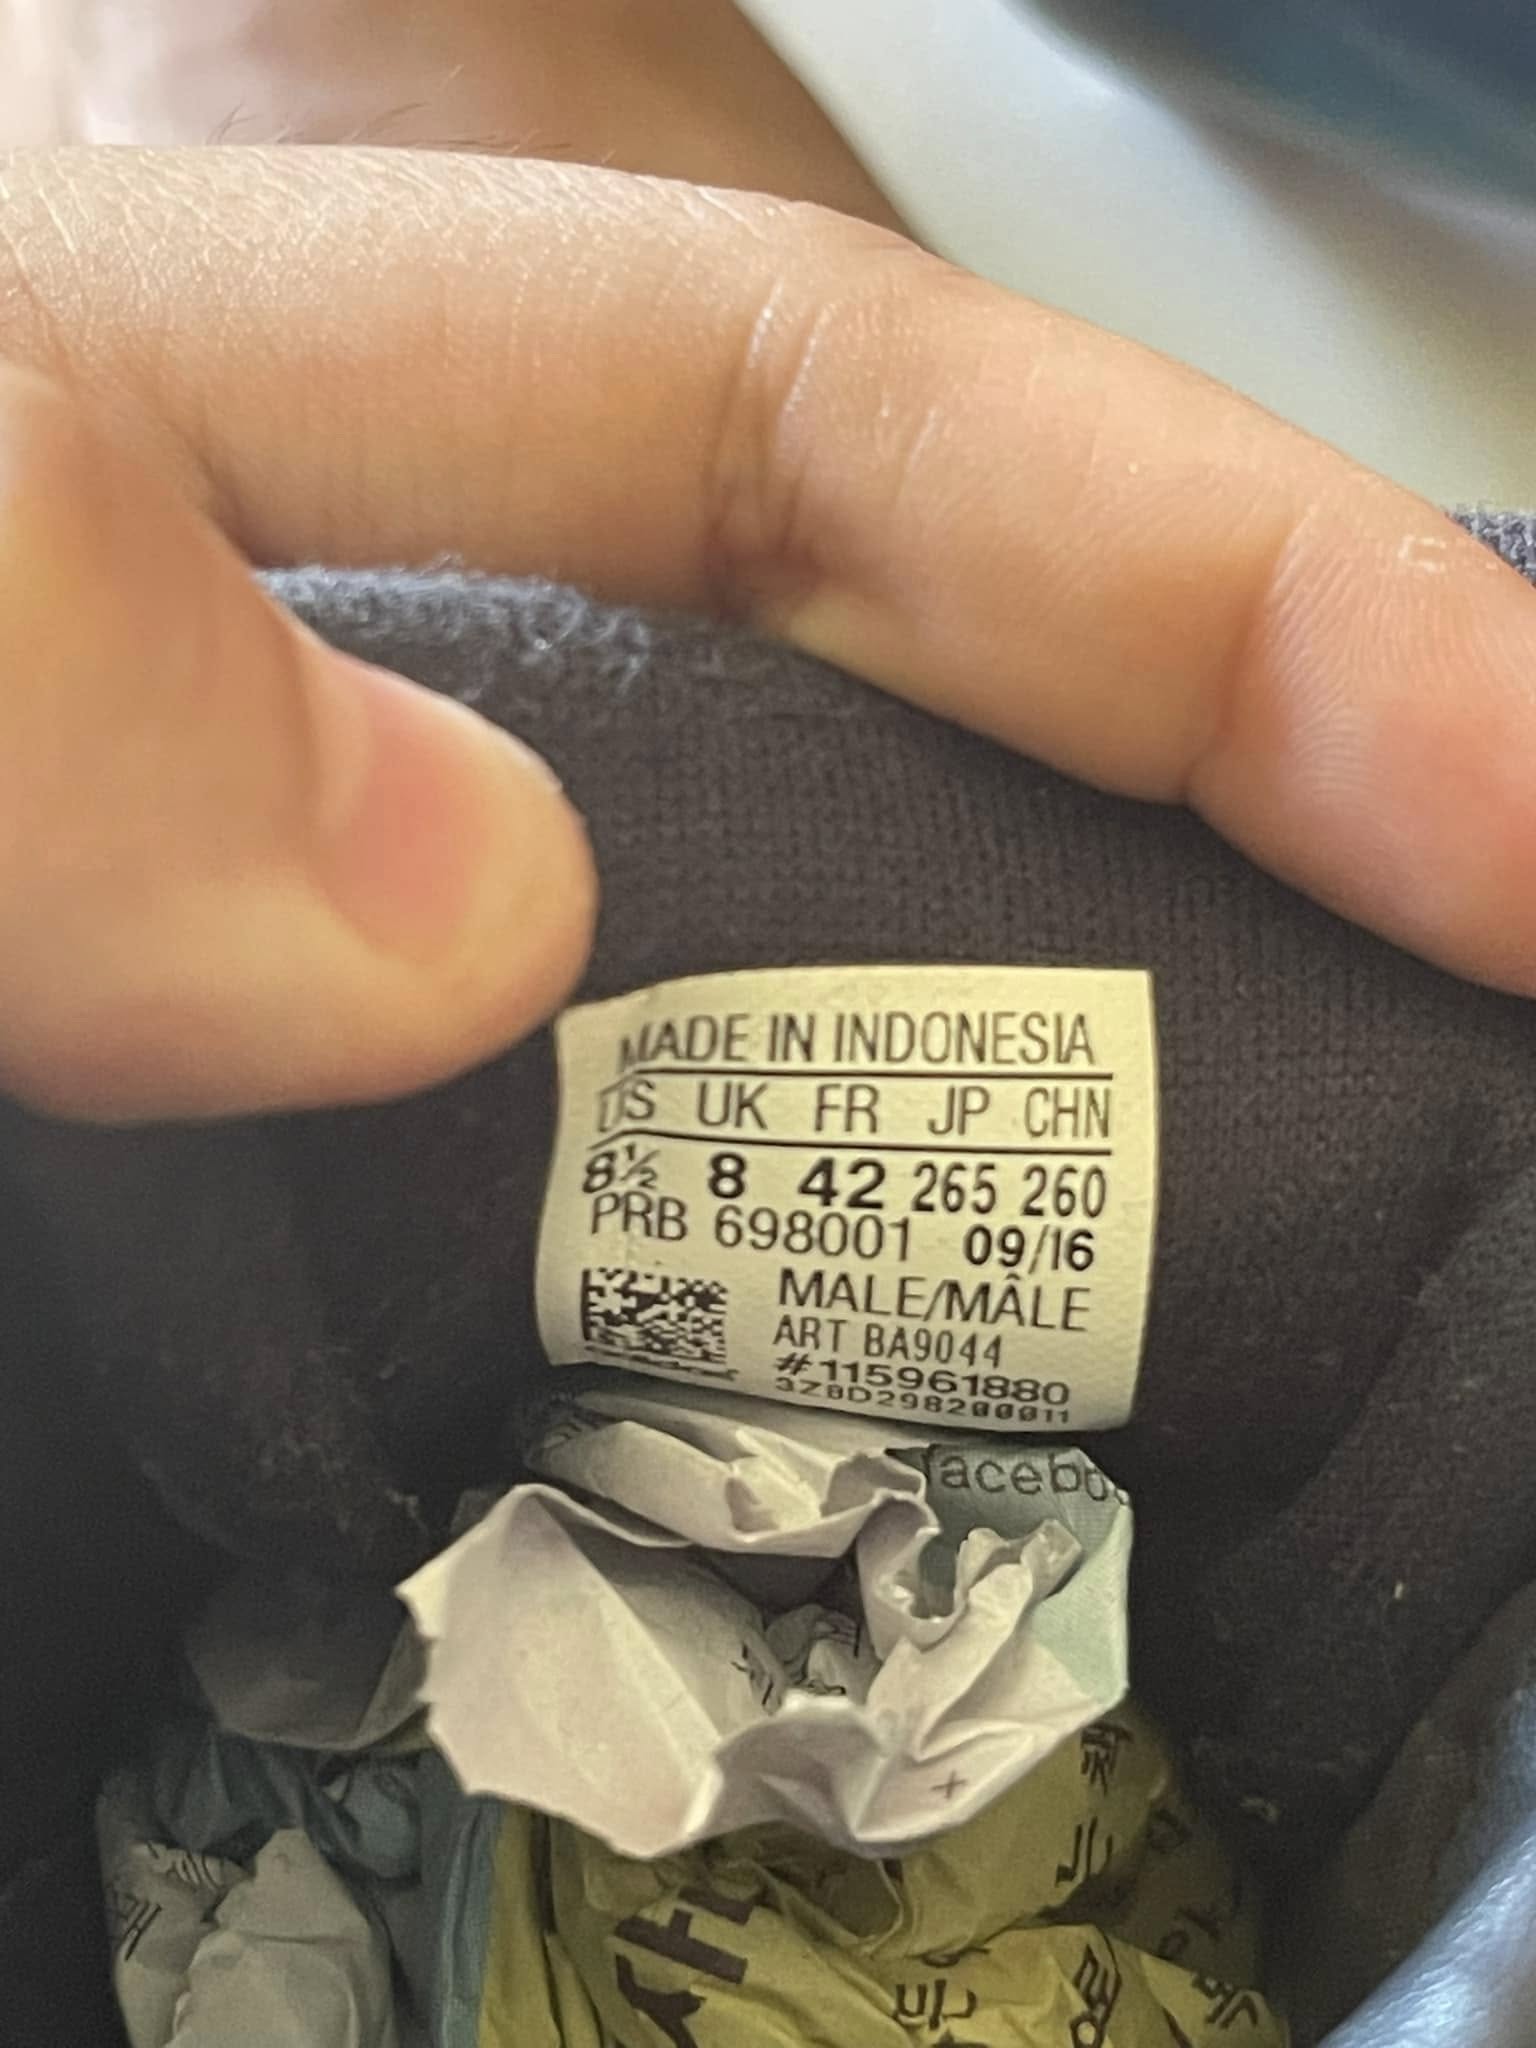 MADE IN INDONESIA
US UK FR JP CHN
8½ 8 42 265 260
PRB 698001 09/16
MALE/MÂLE
ART BA9044
#115961880
3Z8D298200011
facebo